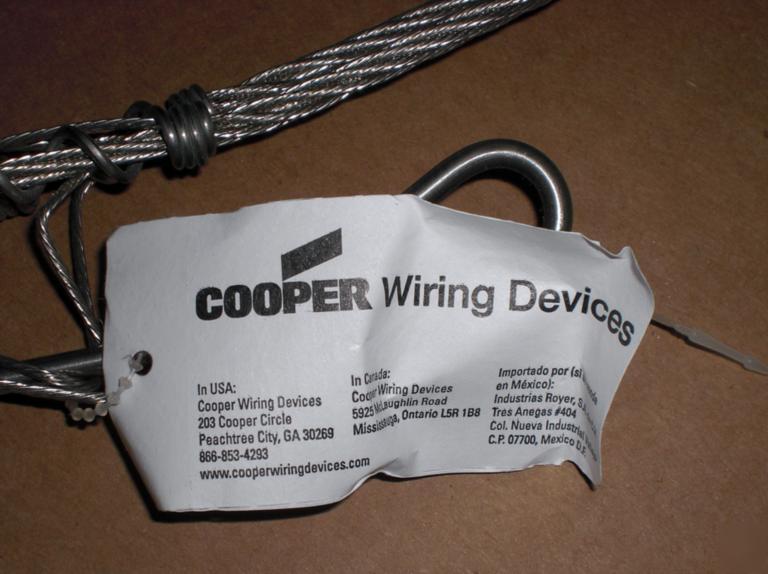 COOPER Wiring Devices
In USA:
Cooper Wiring Devices
203 Cooper Circle
Peachtree City, GA 30269
866-853-4293
www.cooperwiringdevices.com
In Canada:
Cooper Wiring Devices
5925 McLaughlin Road
Mississauga, Ontario L5R 1B8
Importado por (si
en México):
Industrias Royer,
Tres Anegas #404
Col. Nueva Industrial
C.P. 07700, Mexico D.F.